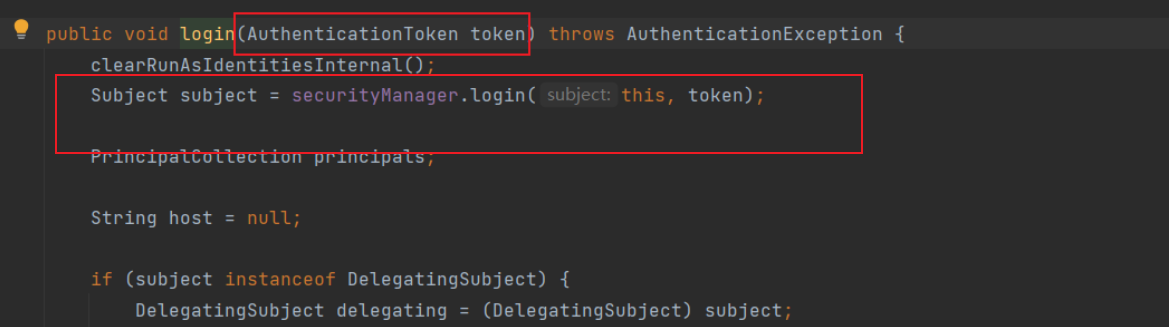 public void login(AuthenticationToken token) throws AuthenticationException {
clearRunAsIdentitiesInternal();
Subject subject = securityManager.login( subject: this, token);
PrincipalCollection principals;
String host = null;
if (subject instanceof DelegatingSubject) {
DelegatingSubject delegating = (DelegatingSubject) subject;